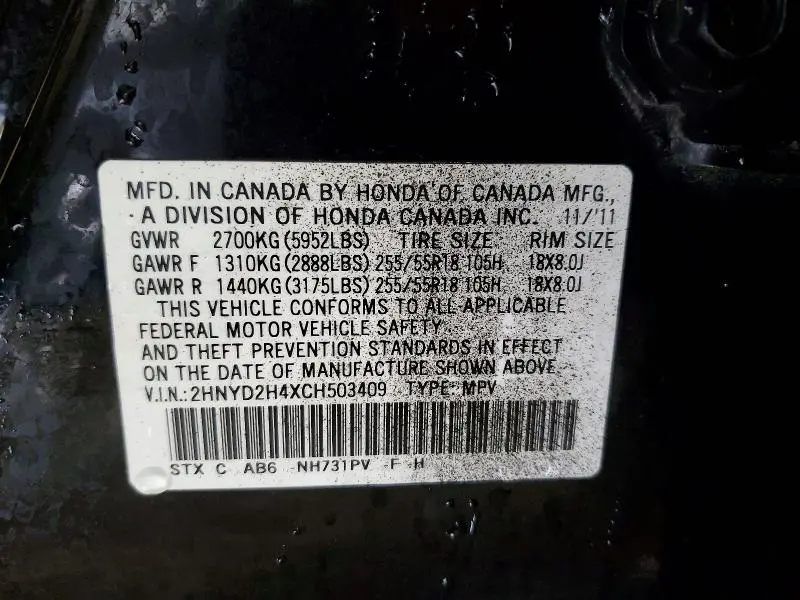 MFD. IN CANADA BY HONDA OF CANADA MFG.,
A DIVISION OF HONDA CANADA INC. 11/'11
GVWR 2700KG(5952LBS) TIRE SIZE RIM SIZE
GAWR F 1310KG(2888LBS) 255/55R18 105H 18X8.0J
GAWR R 1440KG(3175LBS) 255/55R18 105H 18X8.0J
THIS VEHICLE CONFORMS TO ALL APPLICABLE
FEDERAL MOTOR VEHICLE SAFETY
AND THEFT PREVENTION STANDARDS IN EFFECT
ON THE DATE OF MANUFACTURE SHOWN ABOVE.
V.I.N.:2HNYD2H4XCH503409 TYPE:MPV
STX C AB6 NH731PV -F -H